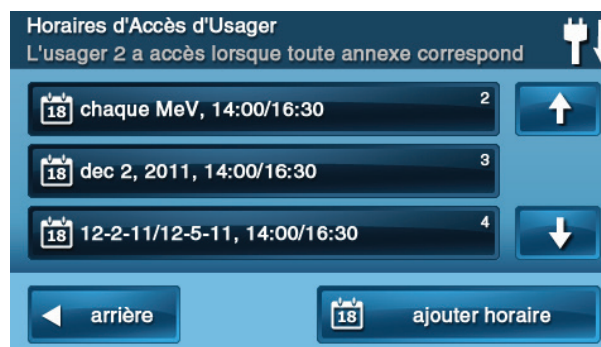 Horaires d'Accès d'Usager
L'usager 2 a accès lorsque toute annexe correspond
18 chaque MeV, 14:00/16:30 2
18 dec 2, 2011, 14:00/16:30 3
18 12-2-11/12-5-11, 14:00/16:30 4
arrière
18 ajouter horaire